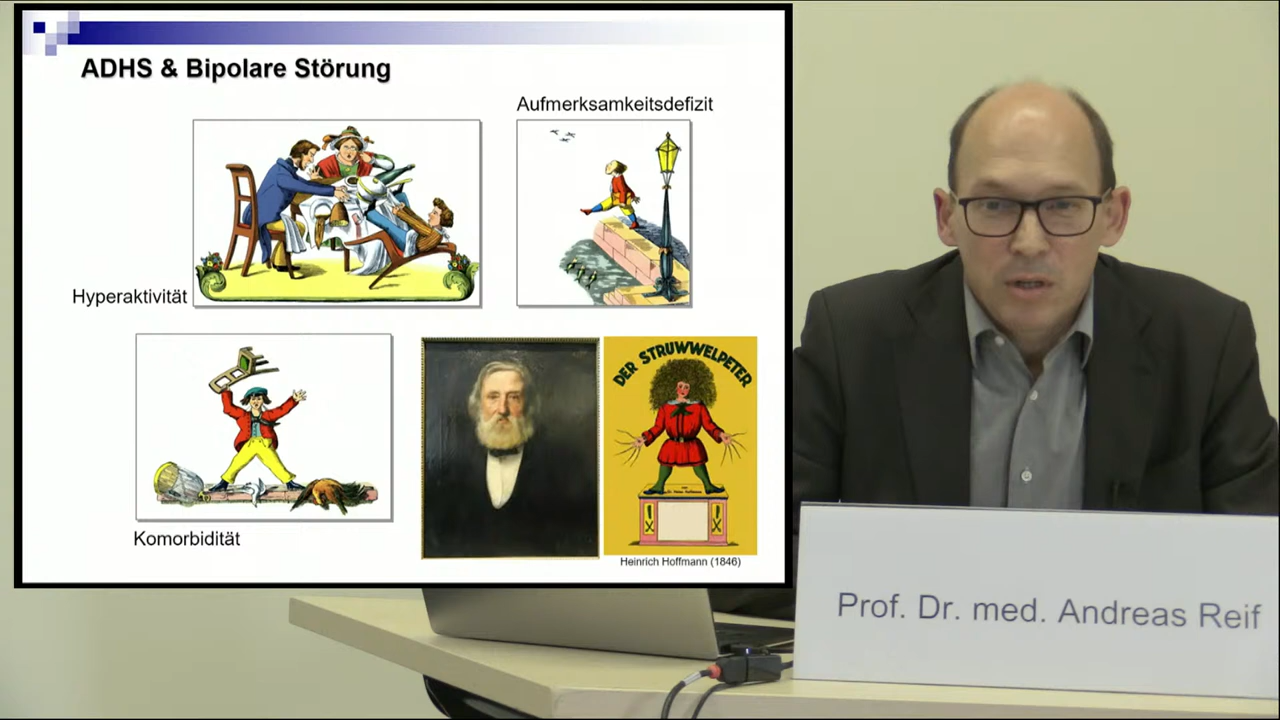 ADHS & Bipolare Störung
Aufmerksamkeitsdefizit
Hyperaktivität
Komorbidität
DER STRUWWELPETER
Heinrich Hoffmann (1846)
Prof. Dr. med. Andreas Reif